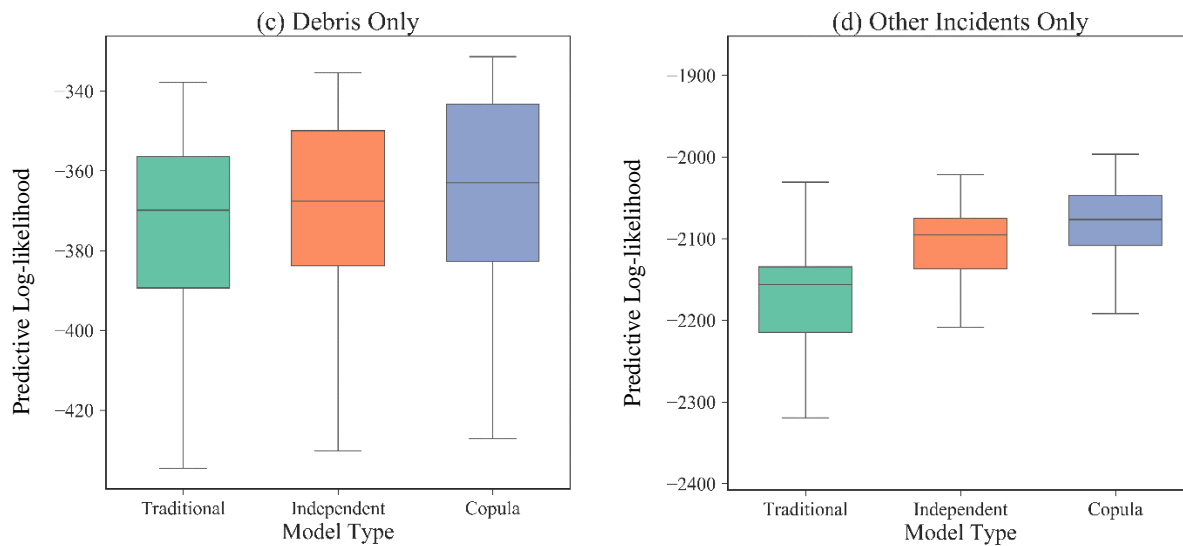 (c) Debris Only
Predictive Log-likelihood
−340
−360
−380
−400
−420
Traditional Independent Copula
Model Type
(d) Other Incidents Only
Predictive Log-likelihood
−1900
−2000
−2100
−2200
−2300
−2400
Traditional Independent Copula
Model Type